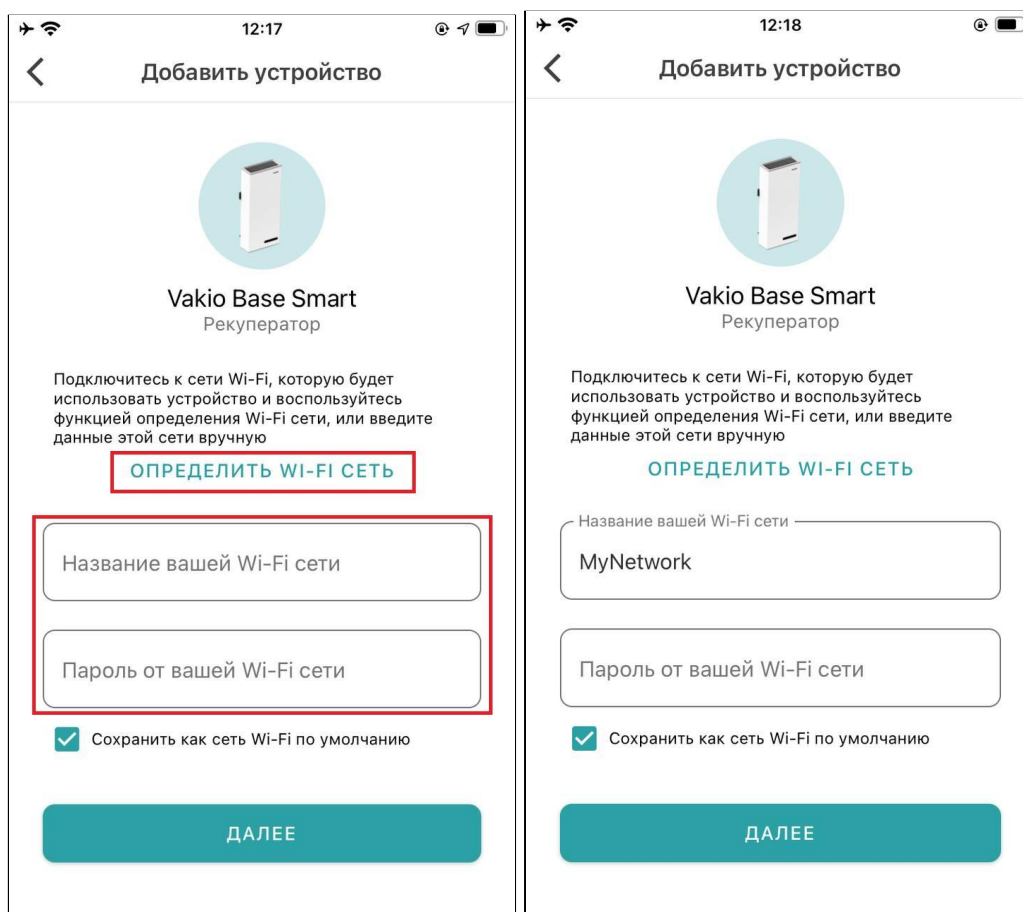 12:17
Добавить устройство
Vakio Base Smart
Рекуператор
Подключитесь к сети Wi-Fi, которую будет
использовать устройство и воспользуйтесь
функцией определения Wi-Fi сети, или введите
данные этой сети вручную
ОПРЕДЕЛИТЬ WI-FI СЕТЬ
Название вашей Wi-Fi сети
Пароль от вашей Wi-Fi сети
Сохранить как сеть Wi-Fi по умолчанию
ДАЛЕЕ
12:18
Добавить устройство
Vakio Base Smart
Рекуператор
Подключитесь к сети Wi-Fi, которую будет
использовать устройство и воспользуйтесь
функцией определения Wi-Fi сети, или введите
данные этой сети вручную
ОПРЕДЕЛИТЬ WI-FI СЕТЬ
Название вашей Wi-Fi сети
MyNetwork
Пароль от вашей Wi-Fi сети
Сохранить как сеть Wi-Fi по умолчанию
ДАЛЕЕ